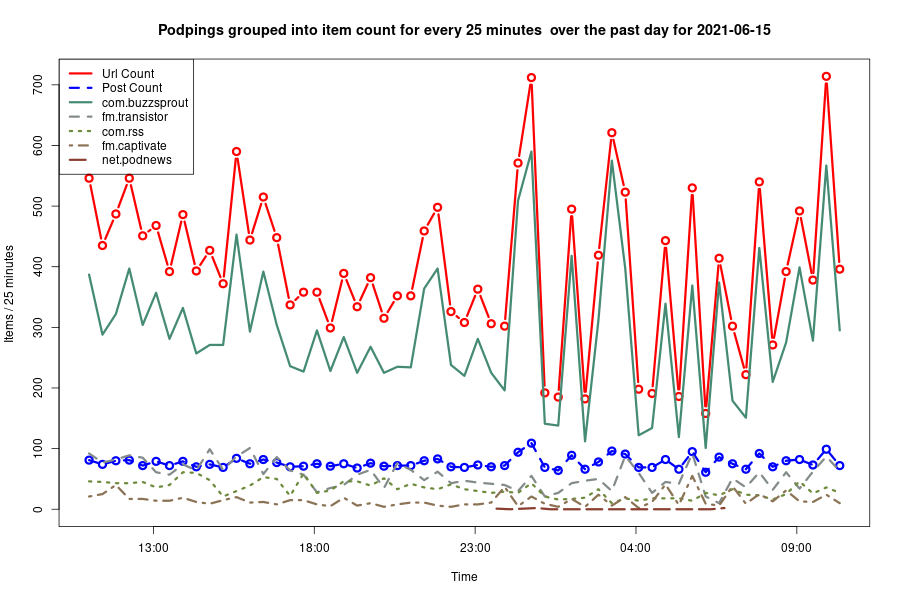 Podpings grouped into item count for every 25 minutes  over the past day for 2021-06-15
Url Count
Post Count
com.buzzsprout
fm.transistor
com.rss
fm.captivate
net.podnews
Items / 25 minutes
700
600
500
400
300
200
100
0
13:00
18:00
23:00
04:00
09:00
Time